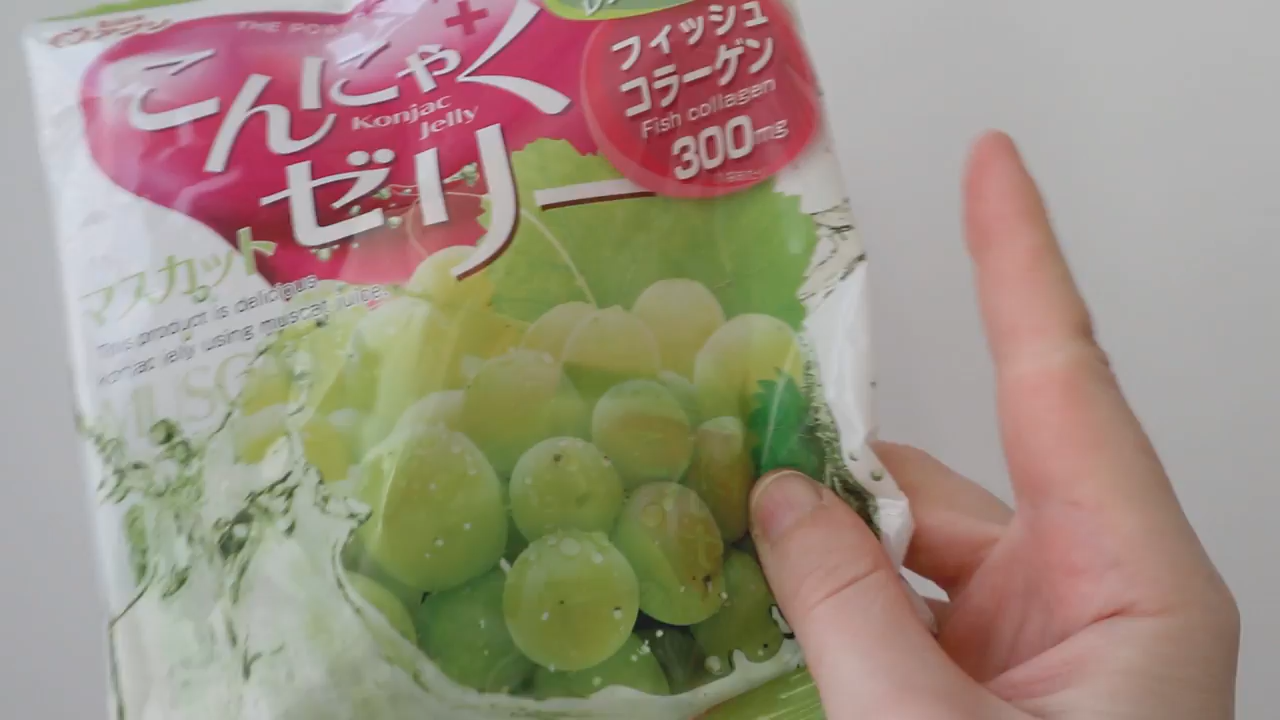 THE POW
こんにゃく
Konjac
Jelly
ゼリー
フィッシュ
コラーゲン
Fish collagen
300mg
マスカット
This product is delicious
konjac jelly using muscat juice.